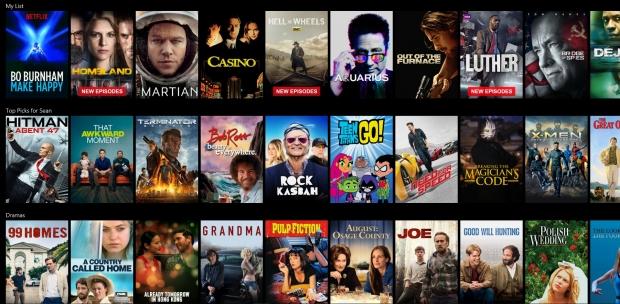 My List
NETFLIX
BO BURNHAM
MAKE HAPPY
HOMELAND
NEW EPISODES
MARTIAN
CASINO
HELL ON WHEELS
NEW EPISODES
AQUARIUS
OUT OF THE
FURNACE
BBC
LUTHER
NEW EPISODES
BRIDGE
OF SPIES
DEJ
Top Picks for Sean
HITMAN
AGENT 47
THAT
AWKWARD
MOMENT
TERMINATOR
Bob Ross
beauty is
everywhere.
ROCK
KASBAH
TEEN
TITANS
GO!
NEED FOR
SPEED
BREAKING THE
MAGICIAN'S
CODE
X-MEN
THE
GREAT O
Dramas
99 HOMES
A COUNTRY
CALLED HOME
ALREADY TOMORROW
IN HONG KONG
GRANDMA
PULP FICTION
AUGUST:
OSAGE COUNTY
JOE
GOOD WILL HUNTING
POLISH
WEDDING
THE COO